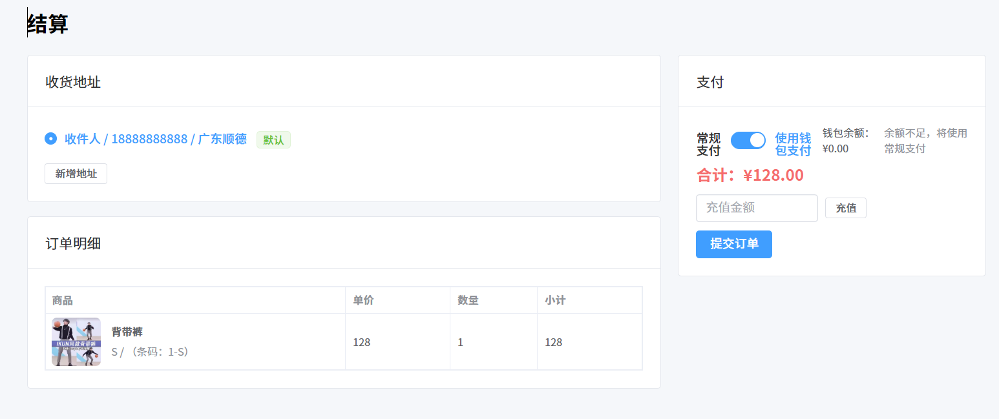 结算
收货地址
收件人 / 18888888888 / 广东顺德 默认
新增地址
订单明细
商品 单价 数量 小计
IKUN同款背带裤
背带裤
S / （条码：1-S）
128 1 128
支付
常规
支付
使用钱
包支付
钱包余额：
¥0.00
余额不足，将使用
常规支付
合计：¥128.00
充值金额 充值
提交订单